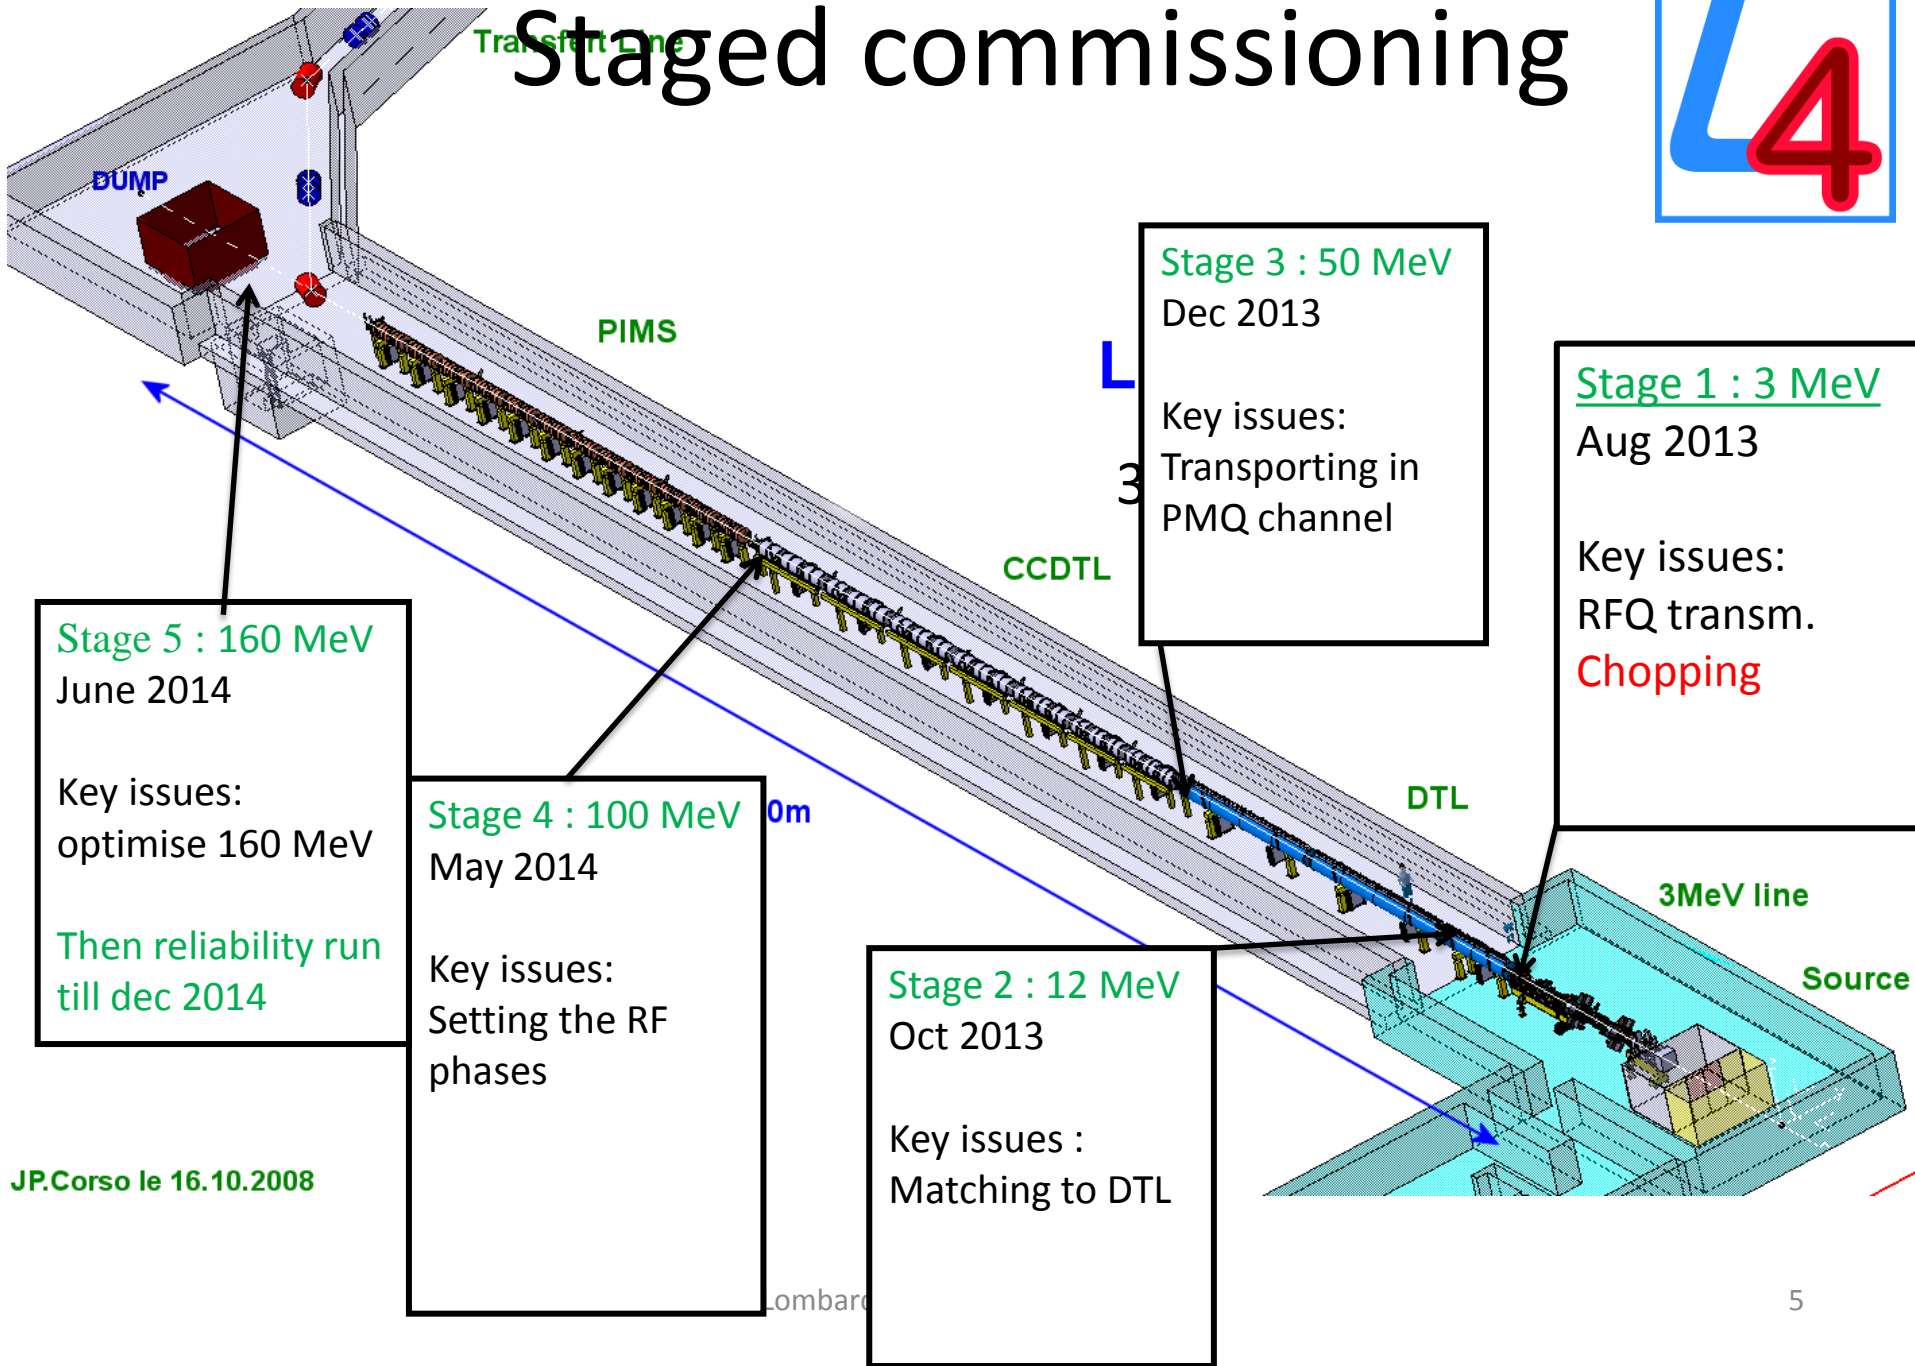 Staged commissioning
Transfert Line
4
DUMP
PIMS
L
3
CCDTL
0m
DTL
3MeV line
Source
Stage 3 : 50 MeV
Dec 2013
Key issues:
Transporting in
PMQ channel
Stage 1 : 3 MeV
Aug 2013
Key issues:
RFQ transm.
Chopping
Stage 5 : 160 MeV
June 2014
Key issues:
optimise 160 MeV
Then reliability run
till dec 2014
Stage 4 : 100 MeV
May 2014
Key issues:
Setting the RF
phases
Stage 2 : 12 MeV
Oct 2013
Key issues :
Matching to DTL
JP.Corso le 16.10.2008
5